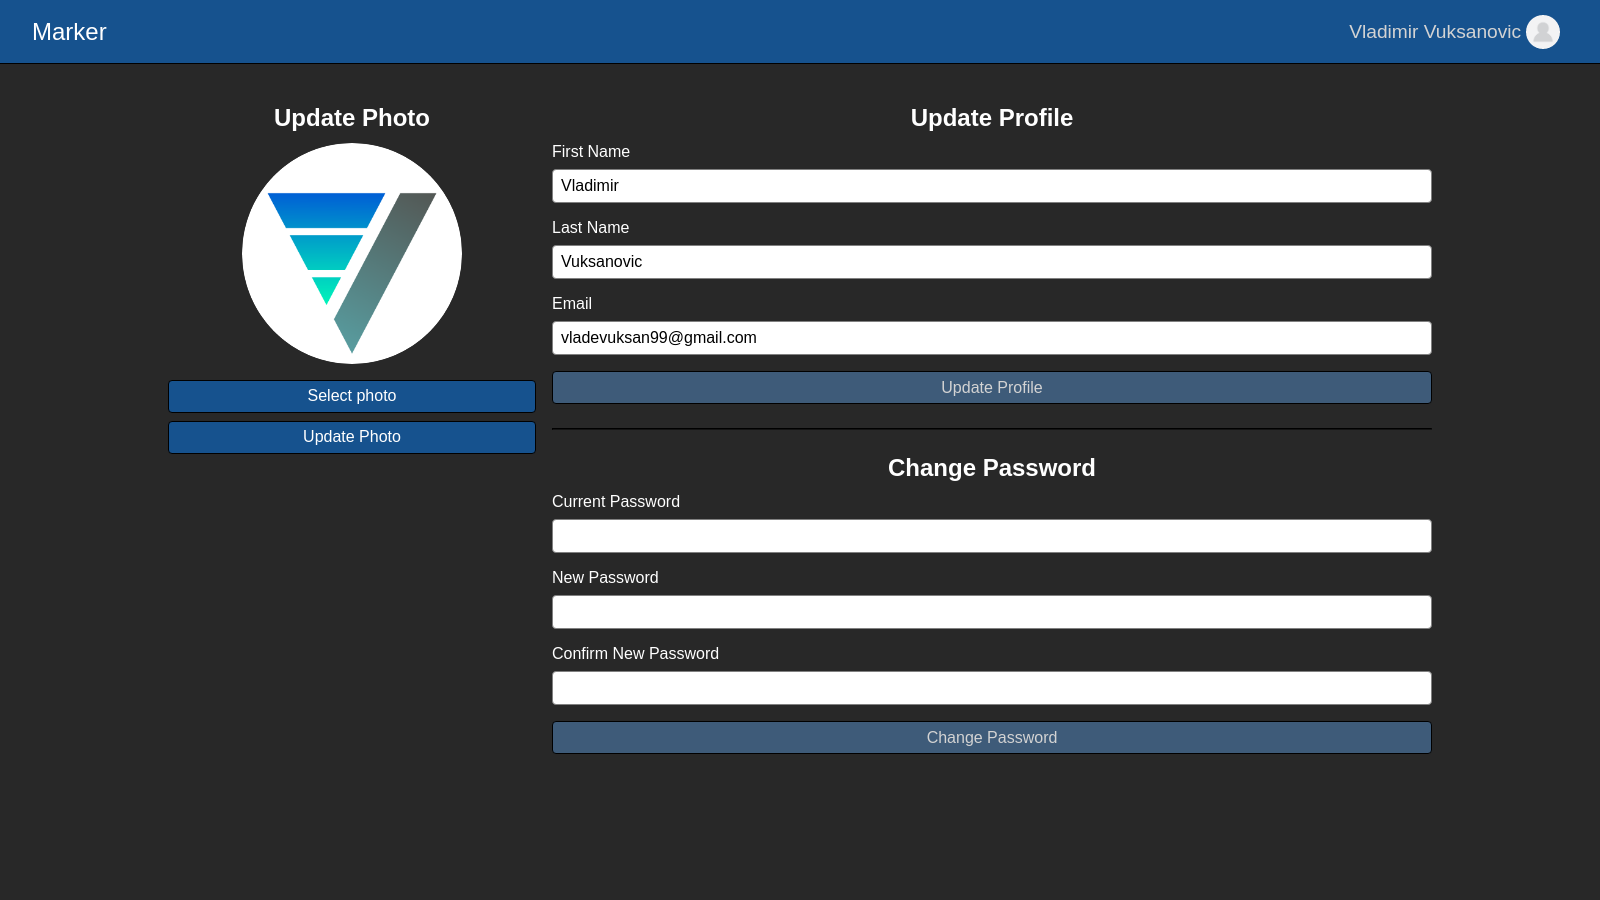 Marker
Vladimir Vuksanovic
Update Photo
Select photo
Update Photo
Update Profile
First Name
Vladimir
Last Name
Vuksanovic
Email
vladevuksan99@gmail.com
Update Profile
Change Password
Current Password
New Password
Confirm New Password
Change Password